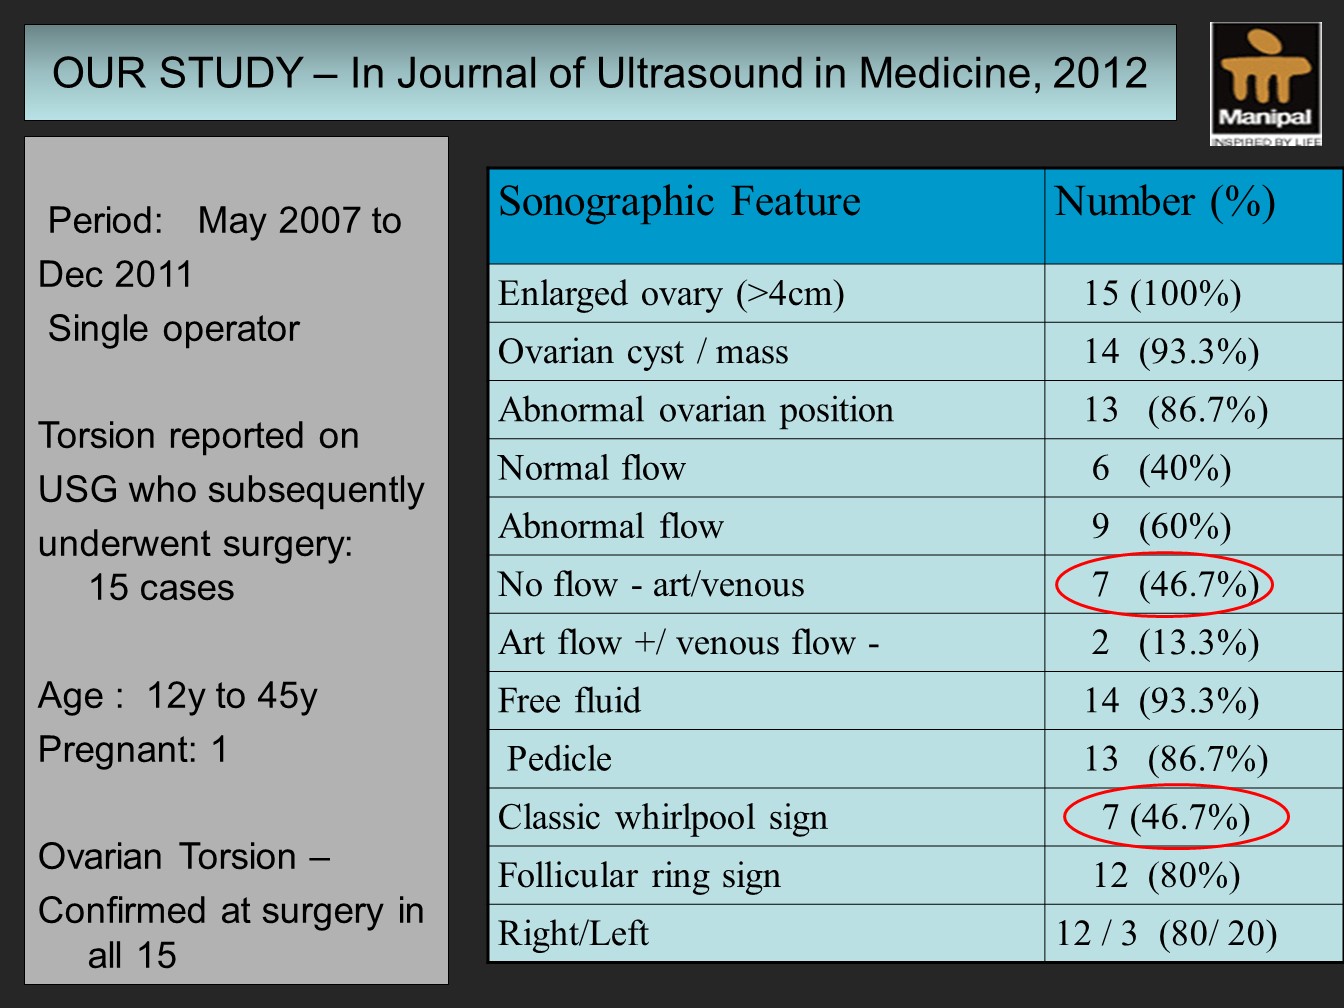 OUR STUDY – In Journal of Ultrasound in Medicine, 2012
Manipal
INSPIRED BY LIFE
Period: May 2007 to
Dec 2011
Single operator
Torsion reported on
USG who subsequently
underwent surgery:
15 cases
Age : 12y to 45y
Pregnant: 1
Ovarian Torsion –
Confirmed at surgery in
all 15
Sonographic Feature Number (%)
Enlarged ovary (>4cm) 15 (100%)
Ovarian cyst / mass 14 (93.3%)
Abnormal ovarian position 13 (86.7%)
Normal flow 6 (40%)
Abnormal flow 9 (60%)
No flow - art/venous 7 (46.7%)
Art flow +/ venous flow - 2 (13.3%)
Free fluid 14 (93.3%)
Pedicle 13 (86.7%)
Classic whirlpool sign 7 (46.7%)
Follicular ring sign 12 (80%)
Right/Left 12 / 3 (80/ 20)